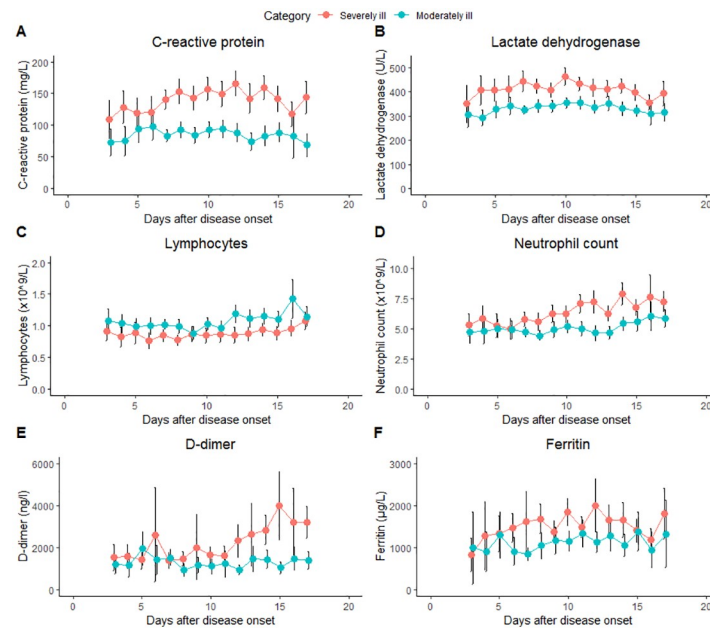 Category Severely ill Moderately ill
A
C-reactive protein
C-reactive protein (mg/L)
200
150
100
50
0
0 5 10 15 20
Days after disease onset
B
Lactate dehydrogenase
Lactate dehydrogenase (U/L)
500
400
300
200
100
0
0 5 10 15 20
Days after disease onset
C
Lymphocytes
Lymphocytes (x10^9/L)
2.0
1.5
1.0
0.5
0.0
0 5 10 15 20
Days after disease onset
D
Neutrophil count
Neutrophil count (x10^9/L)
10.0
7.5
5.0
2.5
0.0
0 5 10 15 20
Days after disease onset
E
D-dimer
D-dimer (ng/l)
6000
4000
2000
0
0 5 10 15 20
Days after disease onset
F
Ferritin
Ferritin (µg/L)
3000
2000
1000
0
0 5 10 15 20
Days after disease onset